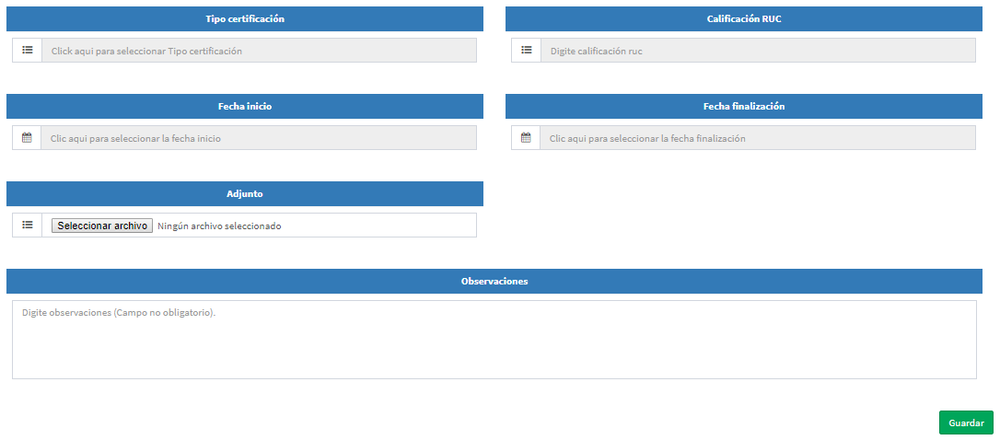 Tipo certificación
Calificación RUC
Click aqui para seleccionar Tipo certificación
Digite calificación ruc
Fecha inicio
Fecha finalización
Clic aqui para seleccionar la fecha inicio
Clic aqui para seleccionar la fecha finalización
Adjunto
Seleccionar archivo Ningún archivo seleccionado
Observaciones
Digite observaciones (Campo no obligatorio).
Guardar